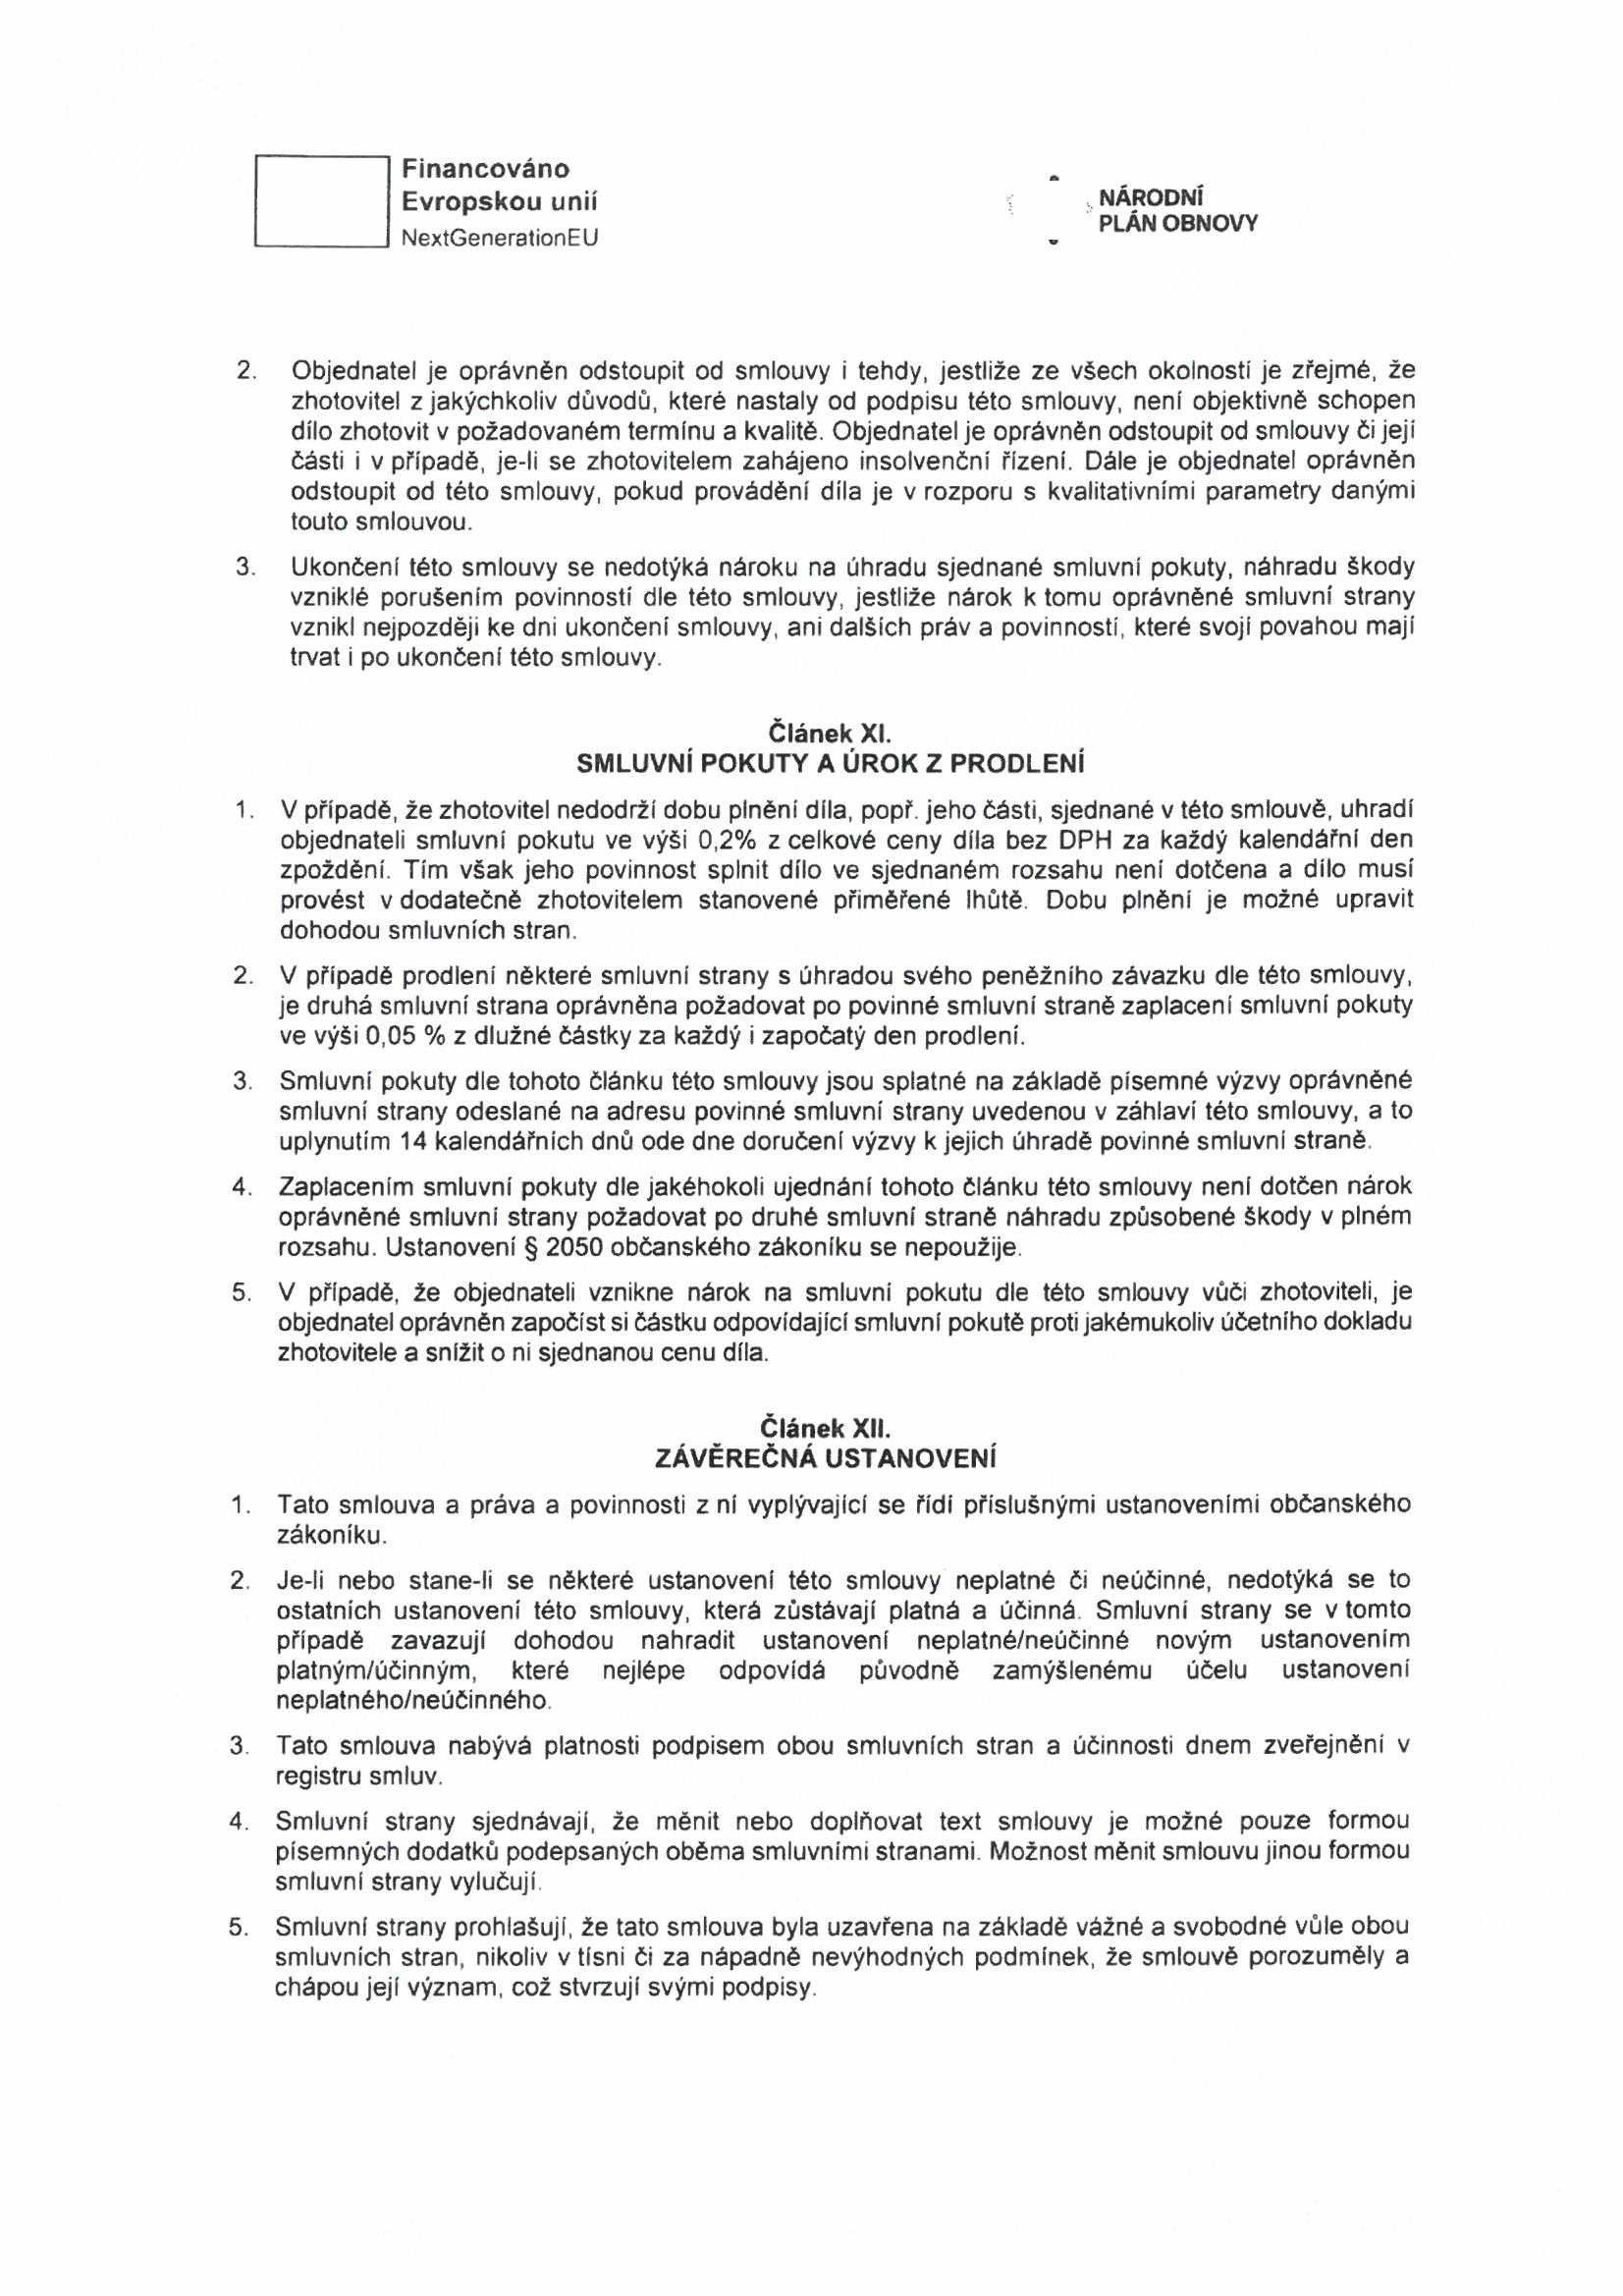 Financováno
Evropskou unií
NextGenerationEU
NÁRODNÍ
PLÁN OBNOVY
2. Objednatel je oprávněn odstoupit od smlouvy i tehdy, jestliže ze všech okolností je zřejmé, že
zhotovitel z jakýchkoliv důvodů, které nastaly od podpisu této smlouvy, není objektivně schopen
dílo zhotovit v požadovaném termínu a kvalitě. Objednatel je oprávněn odstoupit od smlouvy či její
části i v případě, je-li se zhotovitelem zahájeno insolvenční řízení. Dále je objednatel oprávněn
odstoupit od této smlouvy, pokud provádění díla je v rozporu s kvalitativními parametry danými
touto smlouvou.
3. Ukončení této smlouvy se nedotýká nároku na úhradu sjednané smluvní pokuty, náhradu škody
vzniklé porušením povinností dle této smlouvy, jestliže nárok k tomu oprávněné smluvní strany
vznikl nejpozději ke dni ukončení smlouvy, ani dalších práv a povinností, které svojí povahou mají
trvat i po ukončení této smlouvy.
Článek XI.
SMLUVNÍ POKUTY A ÚROK Z PRODLENÍ
1. V případě, že zhotovitel nedodrží dobu plnění díla, popř. jeho části, sjednané v této smlouvě, uhradí
objednateli smluvní pokutu ve výši 0,2% z celkové ceny díla bez DPH za každý kalendářní den
zpoždění. Tím však jeho povinnost splnit dílo ve sjednaném rozsahu není dotčena a dílo musí
provést v dodatečně zhotovitelem stanovené přiměřené lhůtě. Dobu plnění je možné upravit
dohodou smluvních stran.
2. V případě prodlení některé smluvní strany s úhradou svého peněžního závazku dle této smlouvy,
je druhá smluvní strana oprávněna požadovat po povinné smluvní straně zaplacení smluvní pokuty
ve výši 0,05 % z dlužné částky za každý i započatý den prodlení.
3. Smluvní pokuty dle tohoto článku této smlouvy jsou splatné na základě písemné výzvy oprávněné
smluvní strany odeslané na adresu povinné smluvní strany uvedenou v záhlaví této smlouvy, a to
uplynutím 14 kalendářních dnů ode dne doručení výzvy k jejich úhradě povinné smluvní straně.
4. Zaplacením smluvní pokuty dle jakéhokoli ujednání tohoto článku této smlouvy není dotčen nárok
oprávněné smluvní strany požadovat po druhé smluvní straně náhradu způsobené škody v plném
rozsahu. Ustanovení § 2050 občanského zákoníku se nepoužije.
5. V případě, že objednateli vznikne nárok na smluvní pokutu dle této smlouvy vůči zhotoviteli, je
objednatel oprávněn započíst si částku odpovídající smluvní pokutě proti jakémukoliv účetního dokladu
zhotovitele a snížit o ni sjednanou cenu díla.
Článek XII.
ZÁVĚREČNÁ USTANOVENÍ
1. Tato smlouva a práva a povinnosti z ní vyplývající se řídí příslušnými ustanoveními občanského
zákoníku.
2. Je-li nebo stane-li se některé ustanovení této smlouvy neplatné či neúčinné, nedotýká se to
ostatních ustanovení této smlouvy, která zůstávají platná a účinná. Smluvní strany se v tomto
případě zavazují dohodou nahradit ustanovení neplatné/neúčinné novým ustanovením
platným/účinným, které nejlépe odpovídá původně zamýšlenému účelu ustanovení
neplatného/neúčinného.
3. Tato smlouva nabývá platnosti podpisem obou smluvních stran a účinnosti dnem zveřejnění v
registru smluv.
4. Smluvní strany sjednávají, že měnit nebo doplňovat text smlouvy je možné pouze formou
písemných dodatků podepsaných oběma smluvními stranami. Možnost měnit smlouvu jinou formou
smluvní strany vylučují.
5. Smluvní strany prohlašují, že tato smlouva byla uzavřena na základě vážné a svobodné vůle obou
smluvních stran, nikoliv v tísni či za nápadně nevýhodných podmínek, že smlouvě porozuměly a
chápou její význam, což stvrzují svými podpisy.